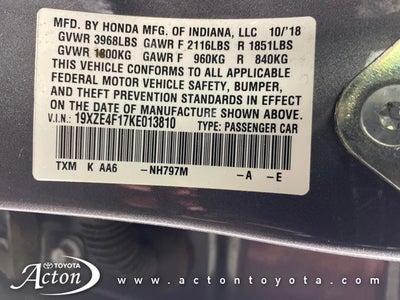 MFD. BY HONDA MFG. OF INDIANA, LLC 10/'18
GVWR 3968LBS GAWR F 2116LBS R 1851LBS
GVWR 1800KG GAWR F 960KG R 840KG
THIS VEHICLE CONFORMS TO ALL APPLICABLE
FEDERAL MOTOR VEHICLE SAFETY, BUMPER,
AND THEFT PREVENTION STANDARDS IN EFFECT
ON THE DATE OF MANUFACTURE SHOWN ABOVE.
V.I.N.: 19XZE4F17KE013810 TYPE: PASSENGER CAR
TXM K AA6 -NH797M -A -E
TOYOTA
Acton
www.actontoyota.com